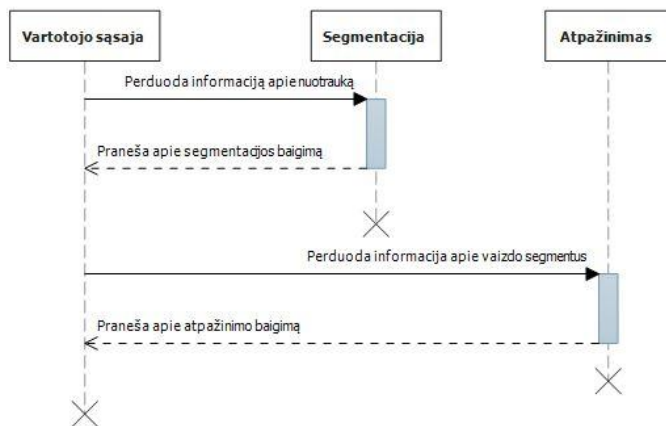 Vartotojo sąsaja
Segmentacija
Atpažinimas
Perduoda informaciją apie nuotrauką
Praneša apie segmentacijos baigimą
Perduoda informacija apie vaizdo segmentus
Praneša apie atpažinimo baigimą